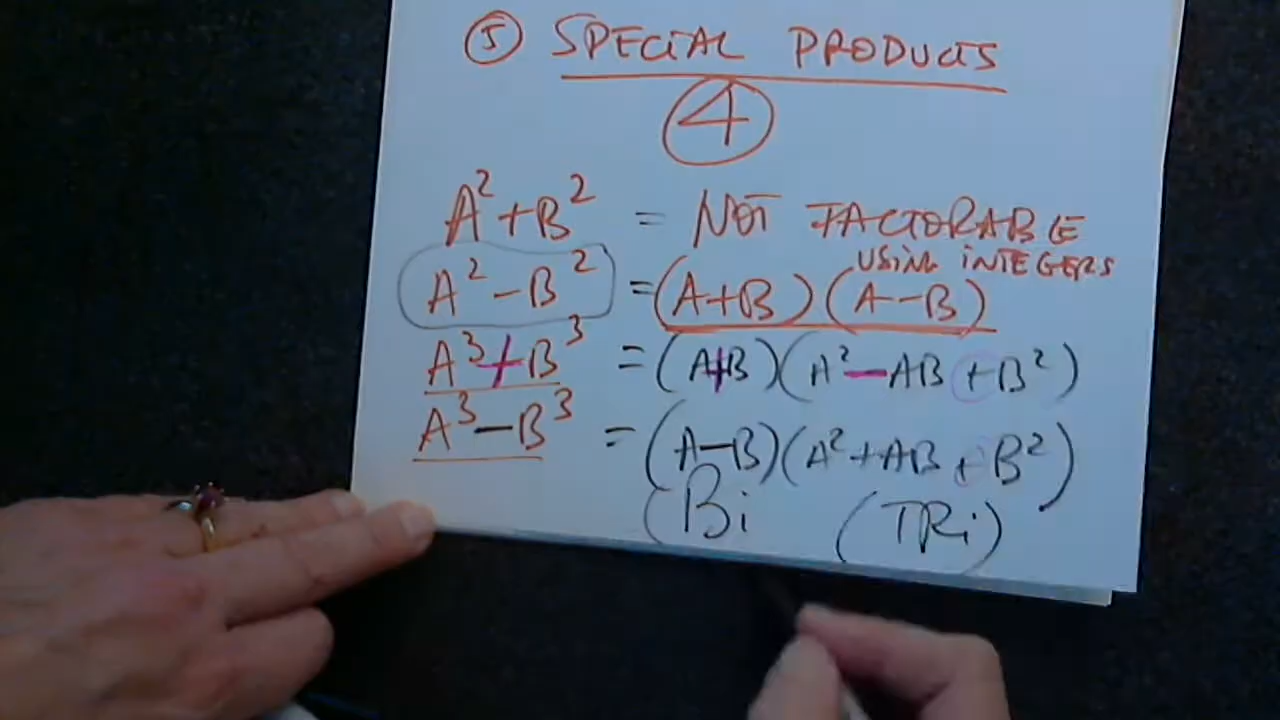 ⑤ SPECIAL PRODUCTS
④
A² + B² = NOT FACTORABLE
USING INTEGERS
A² - B² = (A+B)(A-B)
A³ + B³ = (A+B)(A² - AB + B²)
A³ - B³ = (A-B)(A² + AB + B²)
(Bi (TRi)